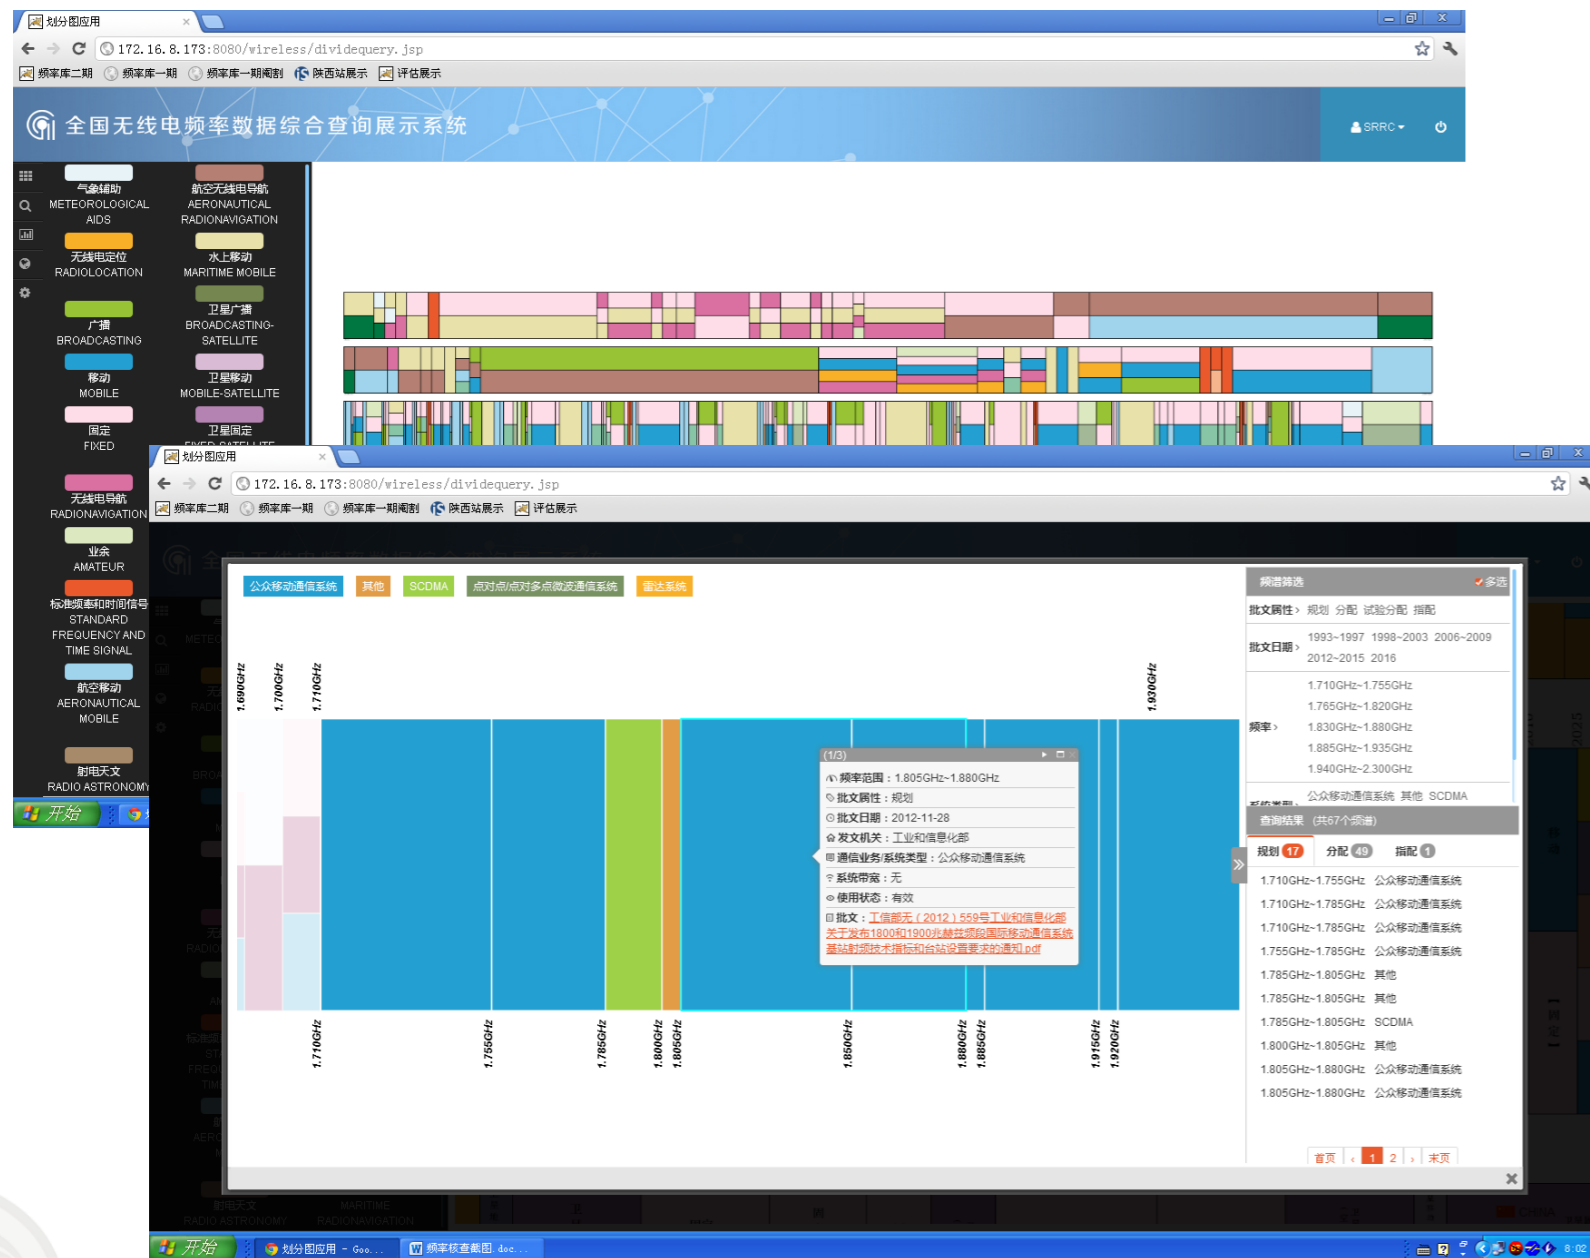 划分图应用
172.16.8.173:8080/wireless/dividequery.jsp
频率库二期 频率库一期 频率库一期阉割 陕西站展示 评估展示
全国无线电频率数据综合查询展示系统
SRRC
气象辅助
METEOROLOGICAL
AIDS
航空无线电导航
AERONAUTICAL
RADIONAVIGATION
无线电定位
RADIOLOCATION
水上移动
MARITIME MOBILE
广播
BROADCASTING
卫星广播
BROADCASTING-
SATELLITE
移动
MOBILE
卫星移动
MOBILE-SATELLITE
固定
FIXED
卫星固定
FIXED-SATELLITE
无线电导航
RADIONAVIGATION
业余
AMATEUR
标准频率和时间信号
STANDARD
FREQUENCY AND
TIME SIGNAL
航空移动
AERONAUTICAL
MOBILE
射电天文
RADIO ASTRONOMY
开始
划分图应用
172.16.8.173:8080/wireless/dividequery.jsp
频率库二期 频率库一期 频率库一期阉割 陕西站展示 评估展示
公众移动通信系统 其他 SCDMA 点对点/点对多点微波通信系统 雷达系统
1.690GHz
1.700GHz
1.710GHz
1.930GHz
(1/3)
频率范围：1.805GHz~1.880GHz
批文属性：规划
批文日期：2012-11-28
发文机关：工业和信息化部
通信业务/系统类型：公众移动通信系统
系统带宽：无
使用状态：有效
批文：工信部无（2012）559号工业和信息化部
关于发布1800和1900兆赫兹频段国际移动通信系统
基站射频技术指标和台站设置要求的通知.pdf
1.710GHz
1.755GHz
1.785GHz
1.800GHz
1.805GHz
1.850GHz
1.880GHz
1.885GHz
1.915GHz
1.920GHz
频谱筛选 多选
批文属性 规划 分配 试验分配 指配
批文日期 1993~1997 1998~2003 2006~2009
2012~2015 2016
频率 1.710GHz~1.755GHz
1.765GHz~1.820GHz
1.830GHz~1.880GHz
1.885GHz~1.935GHz
1.940GHz~2.300GHz
系统类型 公众移动通信系统 其他 SCDMA
查询结果 (共67个频谱)
规划 17 分配 49 指配 1
1.710GHz~1.755GHz 公众移动通信系统
1.710GHz~1.785GHz 公众移动通信系统
1.710GHz~1.785GHz 公众移动通信系统
1.755GHz~1.785GHz 公众移动通信系统
1.785GHz~1.805GHz 其他
1.785GHz~1.805GHz 其他
1.785GHz~1.805GHz SCDMA
1.800GHz~1.805GHz 其他
1.805GHz~1.880GHz 公众移动通信系统
1.805GHz~1.880GHz 公众移动通信系统
首页 ‹ 1 2 › 末页
射电天文
RADIO ASTRONOMY
MARITIME
RADIONAVIGATION
CHINA
开始
划分图应用 - Goo...
频率核查截图.doc...
8:02